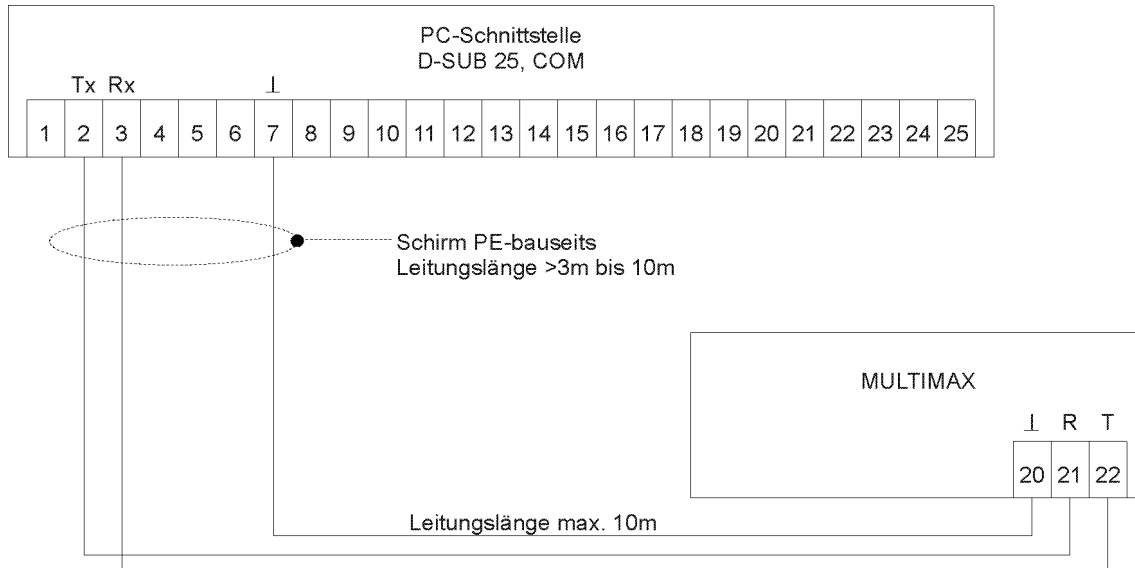 PC-Schnittstelle
D-SUB 25, COM
Tx Rx ⊥
1 2 3 4 5 6 7 8 9 10 11 12 13 14 15 16 17 18 19 20 21 22 23 24 25
Schirm PE-bauseits
Leitungslänge >3m bis 10m
MULTIMAX
⊥ R T
20 21 22
Leitungslänge max. 10m